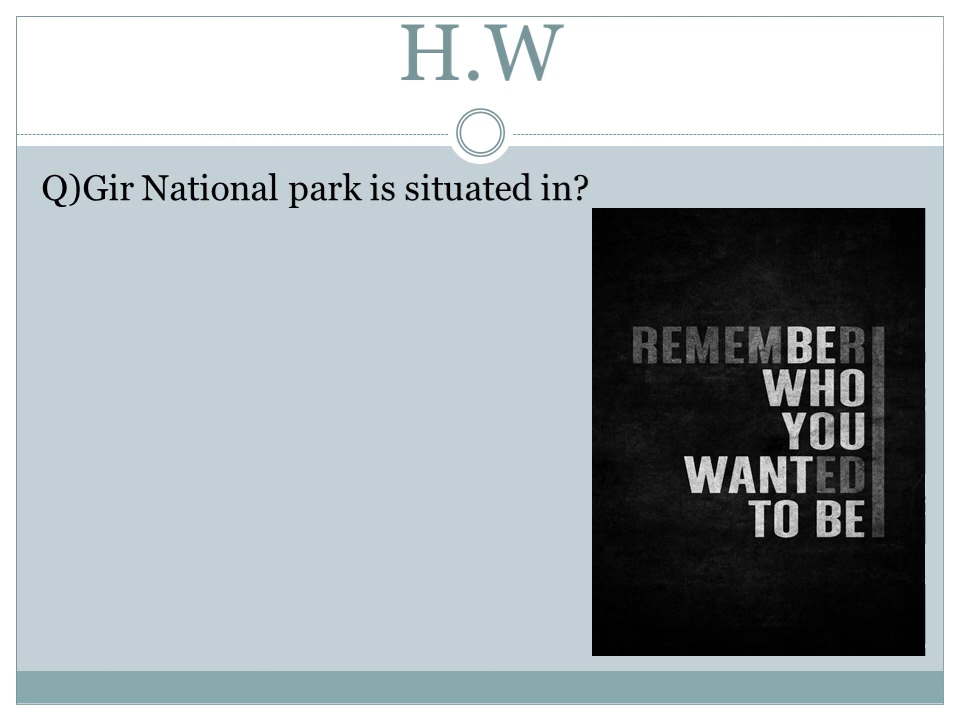 H.W
Q)Gir National park is situated in?
REMEMBER
WHO
YOU
WANTED
TO BE